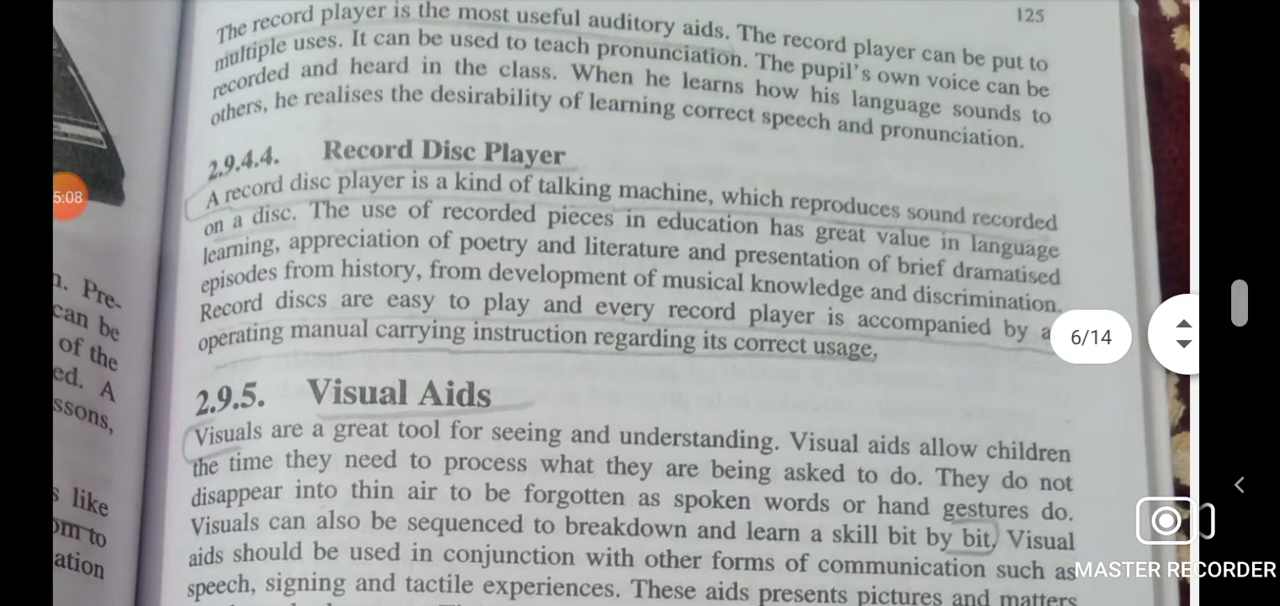 125
The record player is the most useful auditory aids. The record player can be put to
multiple uses. It can be used to teach pronunciation. The pupil's own voice can be
recorded and heard in the class. When he learns how his language sounds to
others, he realises the desirability of learning correct speech and pronunciation.
2.9.4.4. Record Disc Player
A record disc player is a kind of talking machine, which reproduces sound recorded
on a disc. The use of recorded pieces in education has great value in language
learning, appreciation of poetry and literature and presentation of brief dramatised
episodes from history, from development of musical knowledge and discrimination.
Record discs are easy to play and every record player is accompanied by a
operating manual carrying instruction regarding its correct usage.
2.9.5. Visual Aids
Visuals are a great tool for seeing and understanding. Visual aids allow children
the time they need to process what they are being asked to do. They do not
disappear into thin air to be forgotten as spoken words or hand gestures do.
Visuals can also be sequenced to breakdown and learn a skill bit by bit, Visual
aids should be used in conjunction with other forms of communication such as
speech, signing and tactile experiences. These aids presents pictures and matters
5:08
n. Pre-
can be
of the
ed. A
ssons,
s like
om to
ation
6/14
MASTER RECORDER